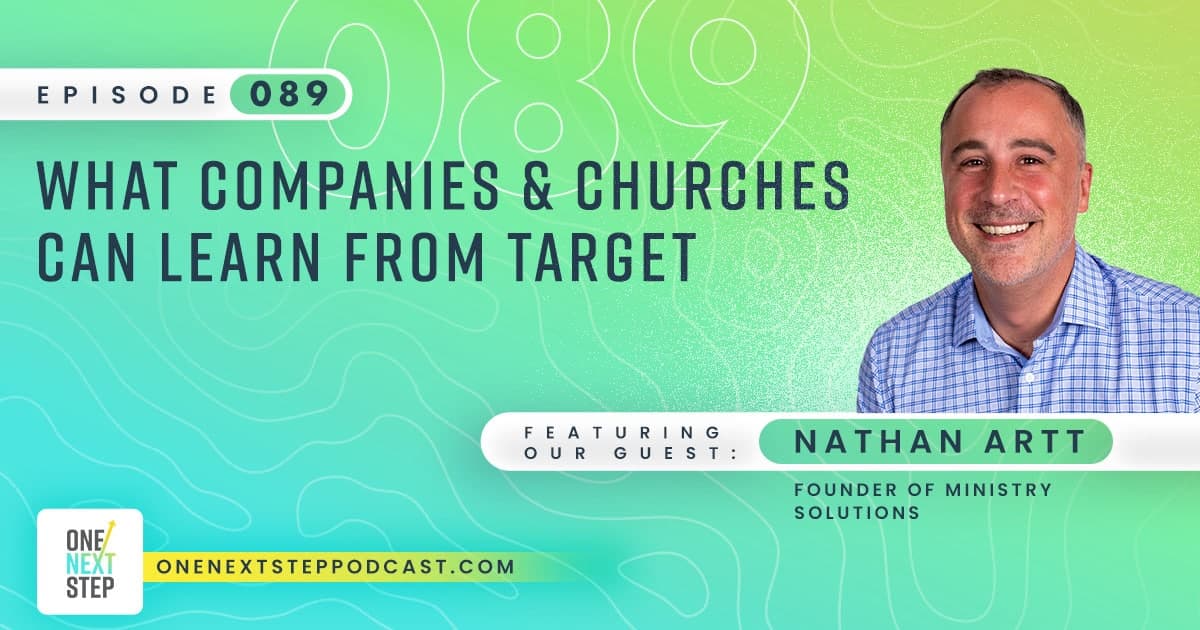 089
EPISODE 089
WHAT COMPANIES & CHURCHES
CAN LEARN FROM TARGET
FEATURING
OUR GUEST:
NATHAN ARTT
FOUNDER OF MINISTRY
SOLUTIONS
ONE
NEXT
STEP
ONENEXTSTEPPODCAST.COM